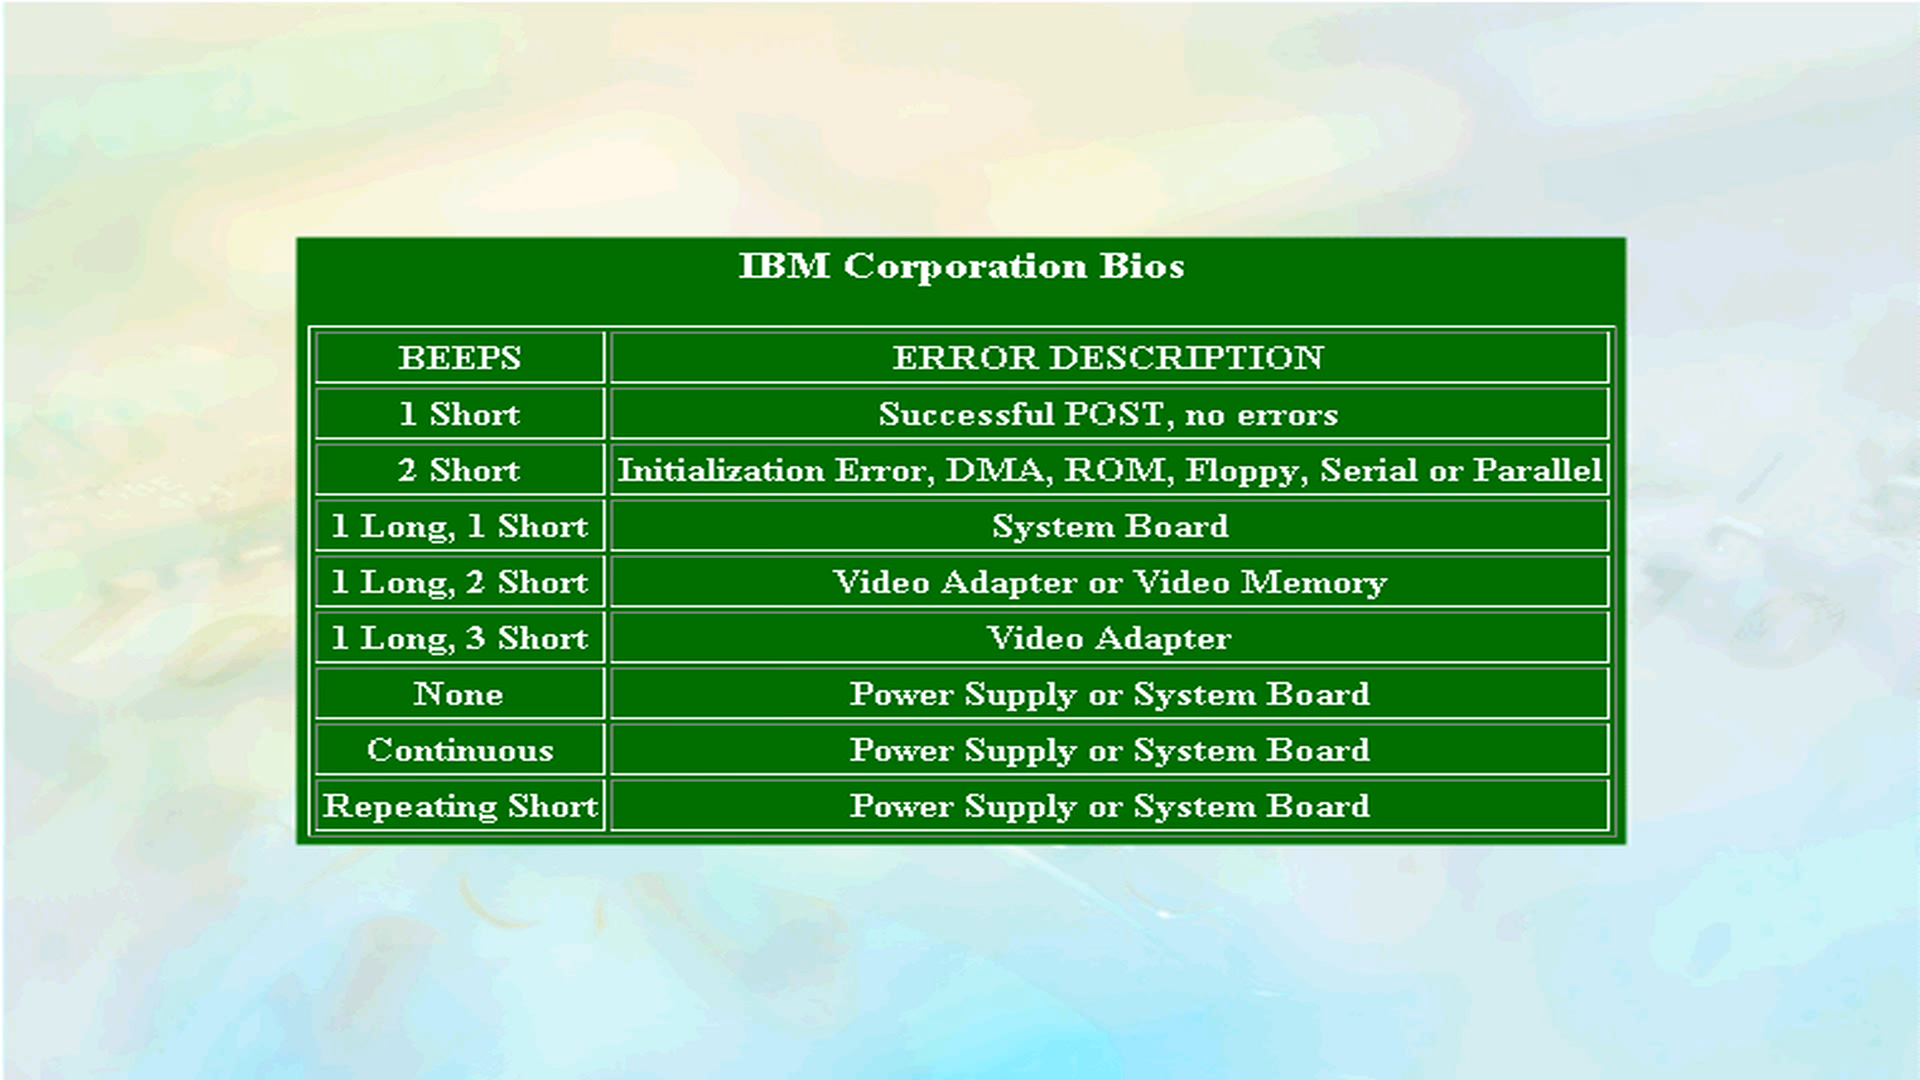 IBM Corporation Bios
BEEPS ERROR DESCRIPTION
1 Short Successful POST, no errors
2 Short Initialization Error, DMA, ROM, Floppy, Serial or Parallel
1 Long, 1 Short System Board
1 Long, 2 Short Video Adapter or Video Memory
1 Long, 3 Short Video Adapter
None Power Supply or System Board
Continuous Power Supply or System Board
Repeating Short Power Supply or System Board